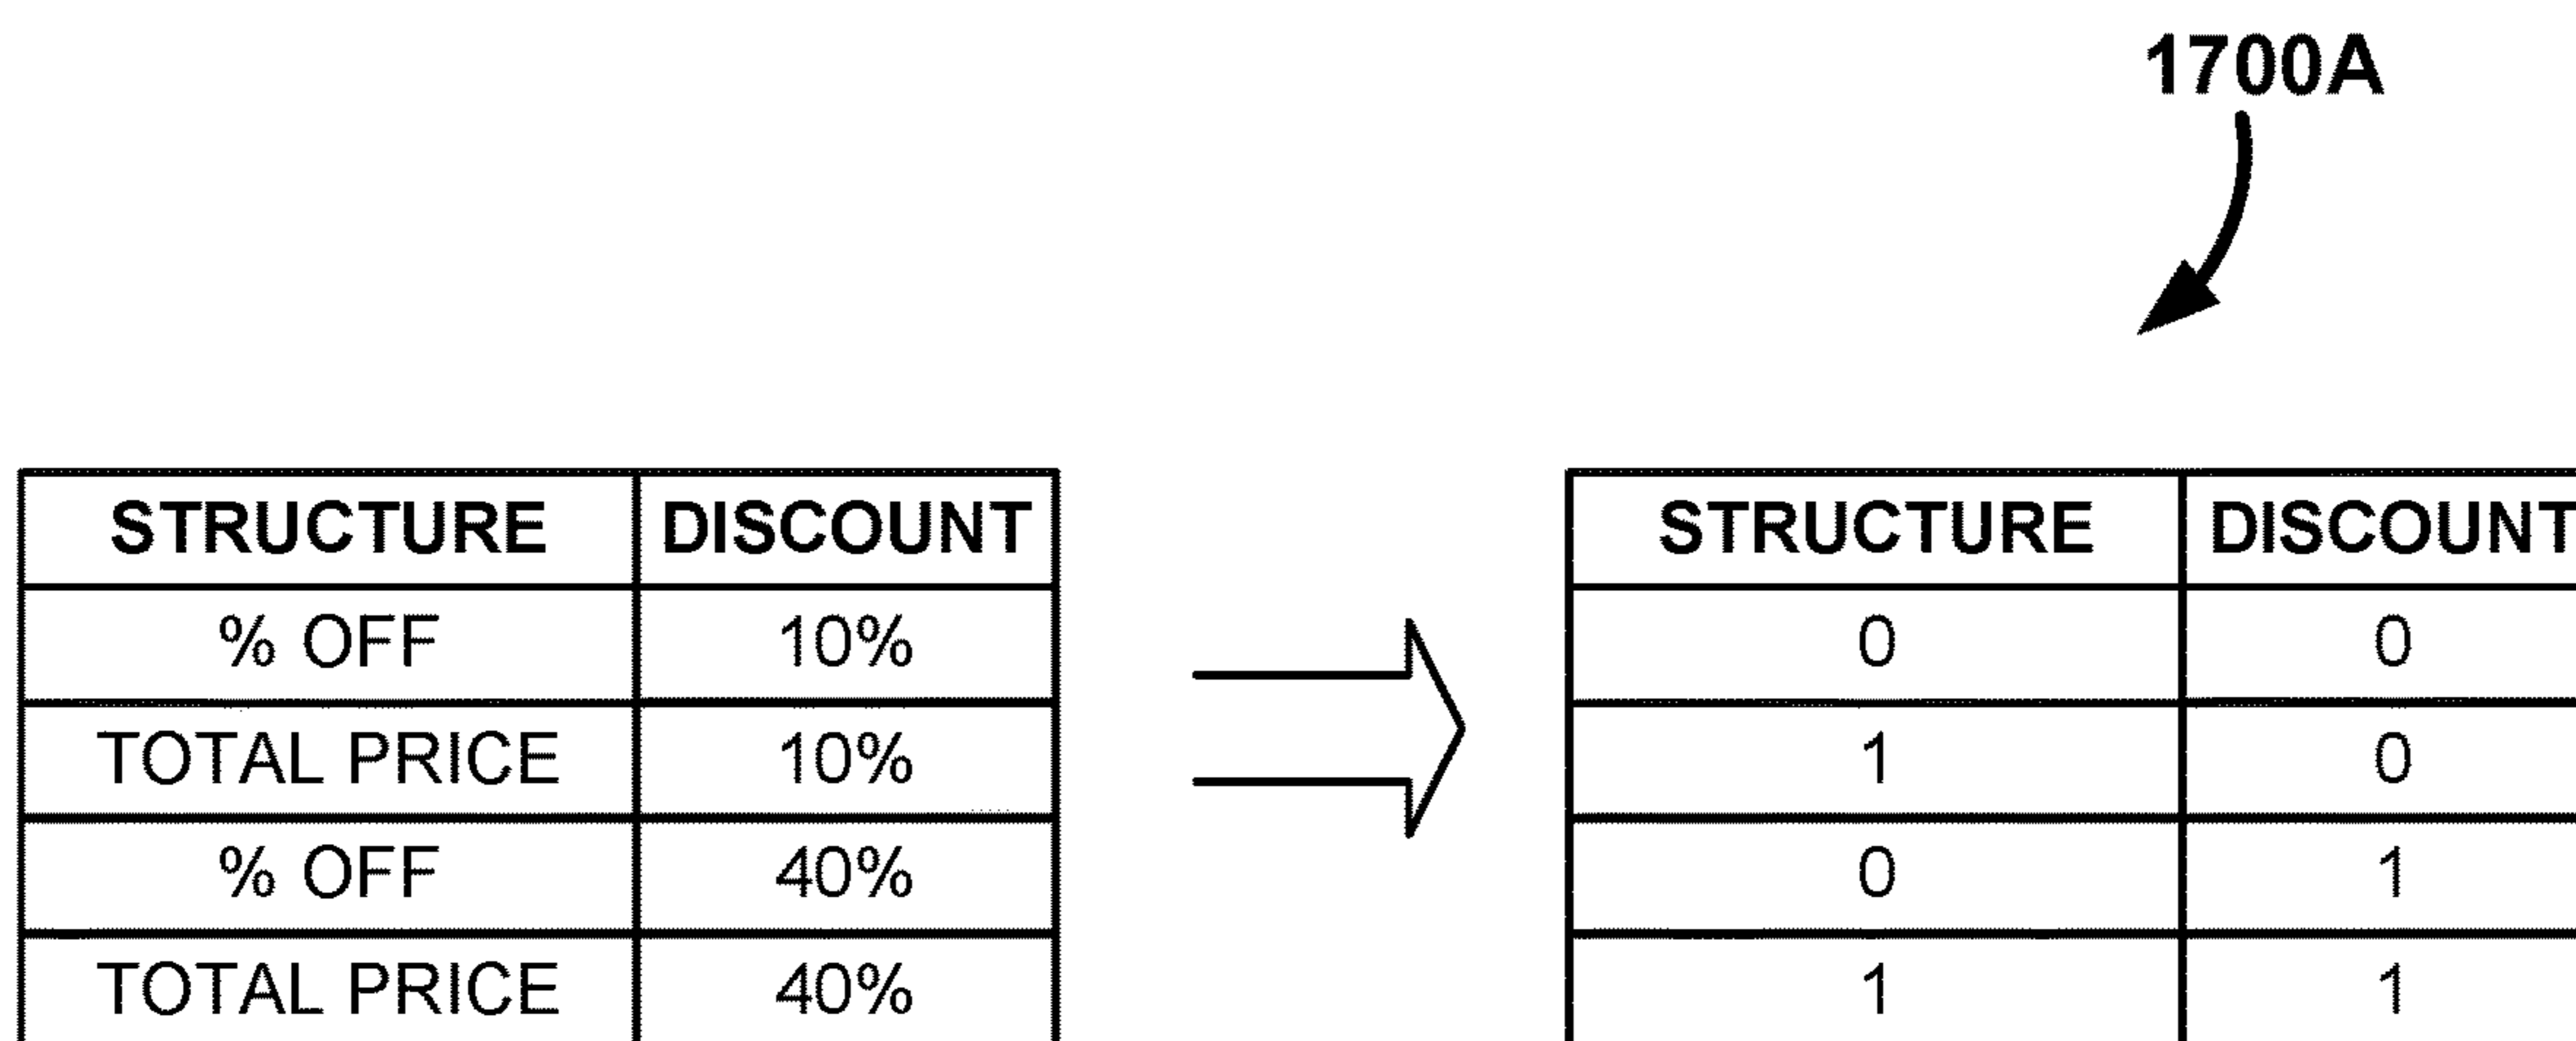 1700A
STRUCTURE DISCOUNT STRUCTURE DISCOUNT
% OFF 10% 0 0
TOTAL PRICE 10% 1 0
% OFF 40% 0 1
TOTAL PRICE 40% 1 1